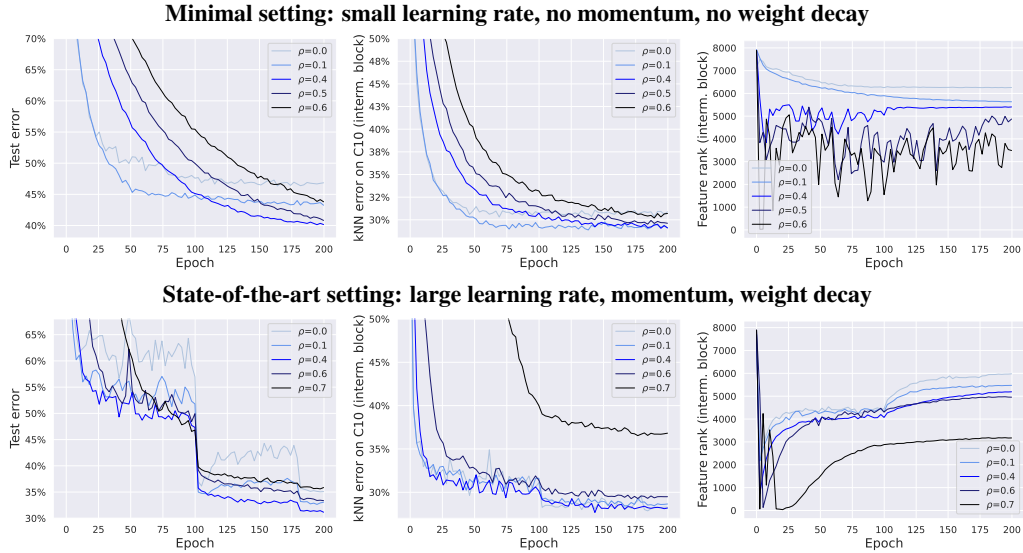 Minimal setting: small learning rate, no momentum, no weight decay
Test error
70%
65%
60%
55%
50%
45%
40%
0 25 50 75 100 125 150 175 200
Epoch
ρ=0.0
ρ=0.1
ρ=0.4
ρ=0.5
ρ=0.6
kNN error on C10 (interm. block)
50%
48%
45%
43%
40%
38%
35%
32%
30%
0 25 50 75 100 125 150 175 200
Epoch
ρ=0.0
ρ=0.1
ρ=0.4
ρ=0.5
ρ=0.6
Feature rank (interm. block)
8000
7000
6000
5000
4000
3000
2000
1000
0
0 25 50 75 100 125 150 175 200
Epoch
ρ=0.0
ρ=0.1
ρ=0.4
ρ=0.5
ρ=0.6
State-of-the-art setting: large learning rate, momentum, weight decay
Test error
65%
60%
55%
50%
45%
40%
35%
30%
0 25 50 75 100 125 150 175 200
Epoch
ρ=0.0
ρ=0.1
ρ=0.4
ρ=0.6
ρ=0.7
kNN error on C10 (interm. block)
50%
45%
40%
35%
30%
0 25 50 75 100 125 150 175 200
Epoch
ρ=0.0
ρ=0.1
ρ=0.4
ρ=0.6
ρ=0.7
Feature rank (interm. block)
8000
7000
6000
5000
4000
3000
2000
1000
0
0 25 50 75 100 125 150 175 200
Epoch
ρ=0.0
ρ=0.1
ρ=0.4
ρ=0.6
ρ=0.7